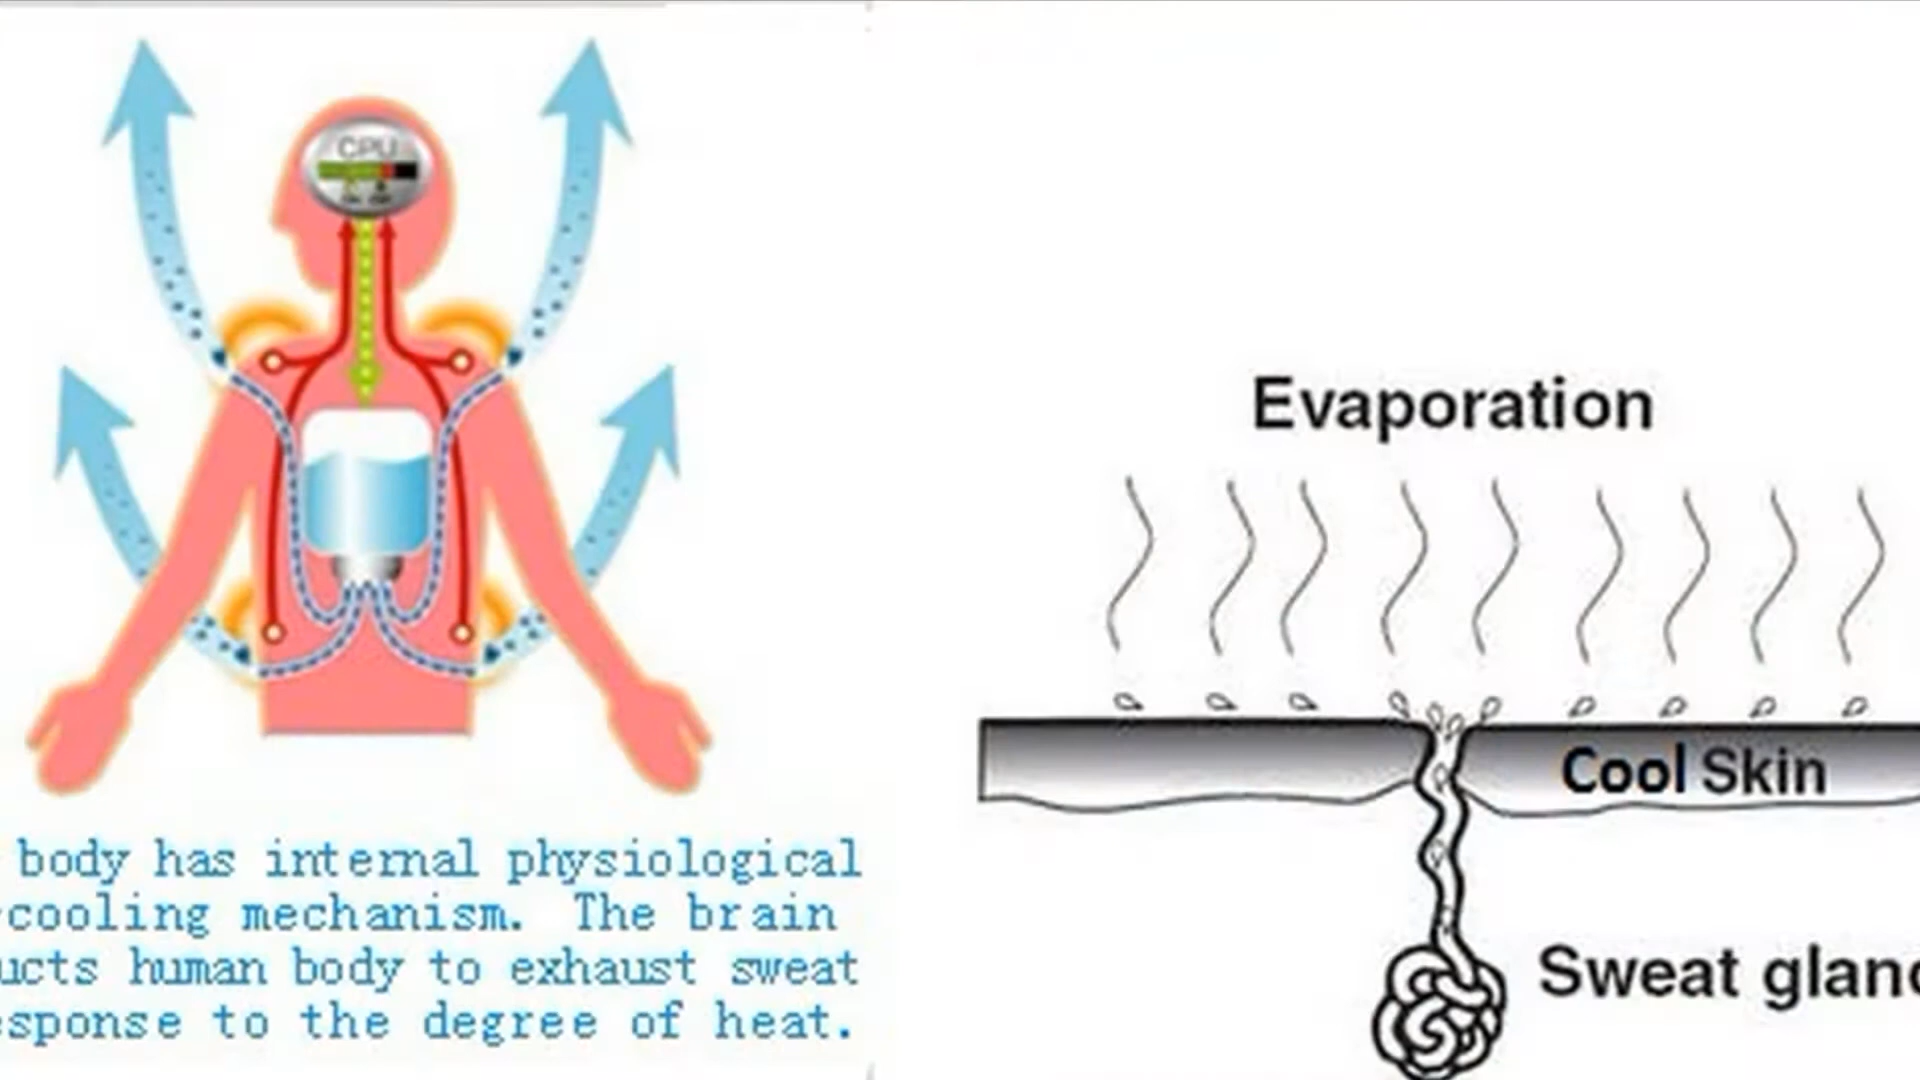 CPU
body has internal physiological
-cooling mechanism. The brain
ucts human body to exhaust sweat
esponse to the degree of heat.
Evaporation
Cool Skin
Sweat gland